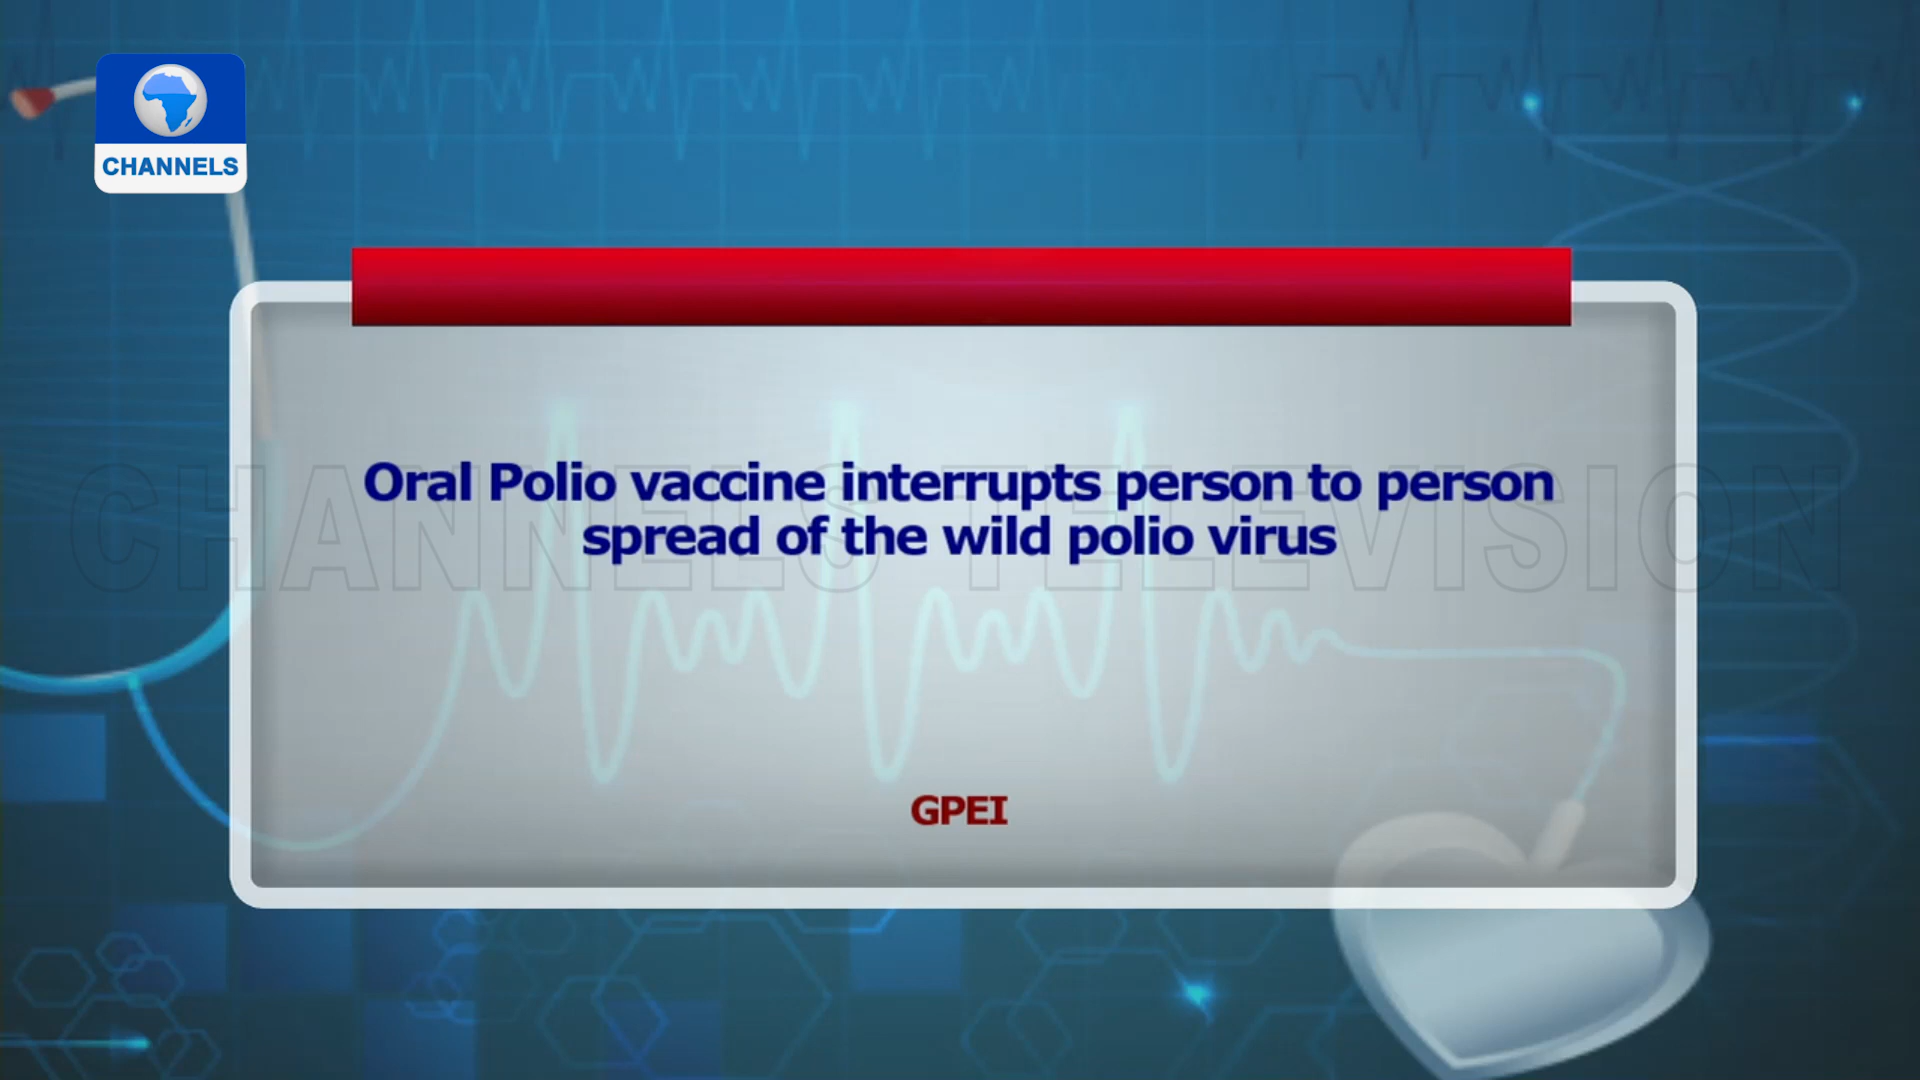 CHANNELS
Oral Polio vaccine interrupts person to person
spread of the wild polio virus
CHANNELS TELEVISION
GPEI